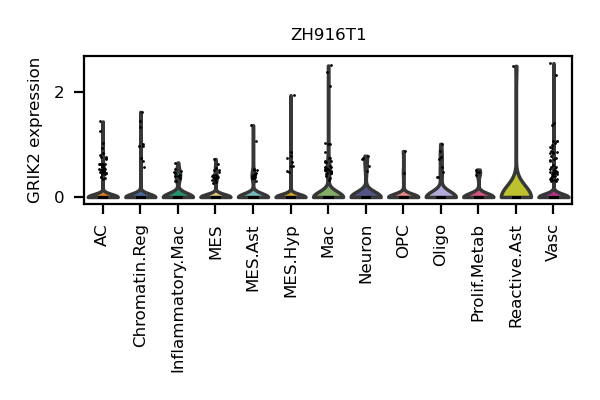 ZH916T1
GRIK2 expression
2
0
AC
Chromatin.Reg
Inflammatory.Mac
MES
MES.Ast
MES.Hyp
Mac
Neuron
OPC
Oligo
Prolif.Metab
Reactive.Ast
Vasc